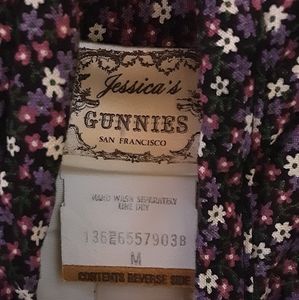 Jessica's
GUNNIES
SAN FRANCISCO
HAND WASH SEPARATELY
LINE DRY
M
CONTENTS REVERSE SIDE